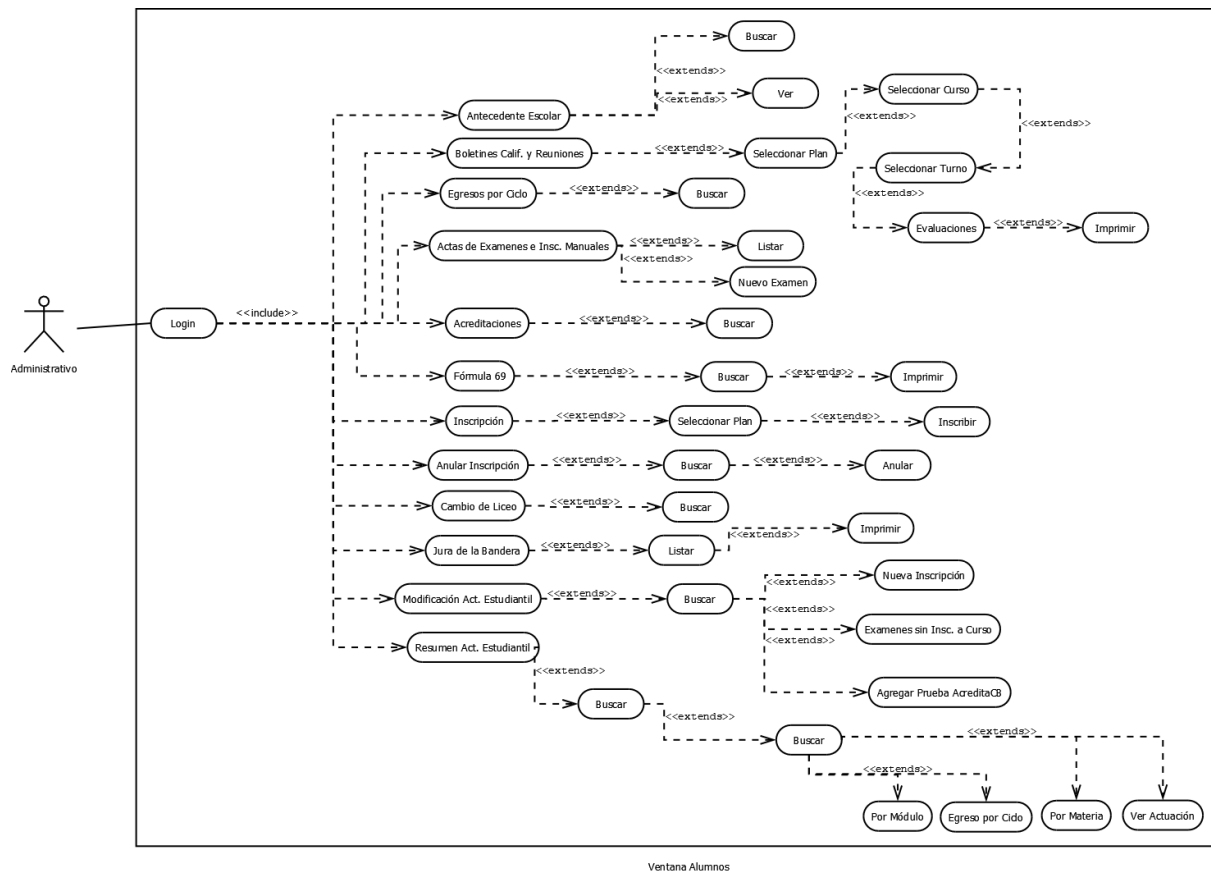 Buscar
<<extends>>
Ver
<<extends>>
Antecedente Escolar
Seleccionar Curso
<<extends>>
<<extends>>
Boletines Calif. y Reuniones
<<extends>>
Seleccionar Plan
Seleccionar Turno
<<extends>>
Egresos por Ciclo
<<extends>>
Buscar
Evaluaciones
<<extends>>
Imprimir
Actas de Examenes e Insc. Manuales
<<extends>>
Listar
<<extends>>
Nuevo Examen
Administrativo
Login
<<include>>
Acreditaciones
<<extends>>
Buscar
Fórmula 69
<<extends>>
Buscar
<<extends>>
Imprimir
Inscripción
<<extends>>
Seleccionar Plan
<<extends>>
Inscribir
Anular Inscripción
<<extends>>
Buscar
<<extends>>
Anular
Cambio de Liceo
<<extends>>
Buscar
Jura de la Bandera
<<extends>>
Listar
<<extends>>
Imprimir
Modificación Act. Estudiantil
<<extends>>
Buscar
<<extends>>
Nueva Inscripción
<<extends>>
Examenes sin Insc. a Curso
<<extends>>
Agregar Prueba AcreditaCB
Resumen Act. Estudiantil
<<extends>>
Buscar
<<extends>>
Buscar
<<extends>>
<<extends>>
Por Módulo
Egreso por Ciclo
Por Materia
Ver Actuación
Ventana Alumnos